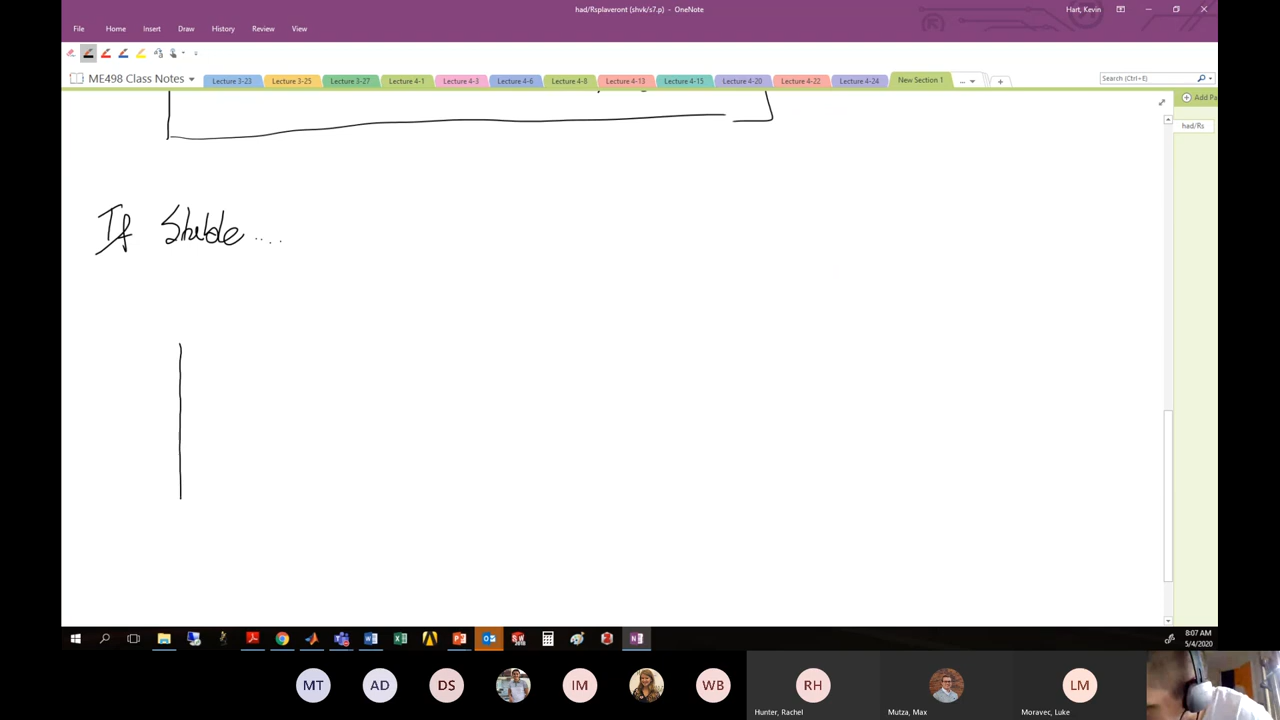 had/Rsplaveront (shvk/s7.p) — OneNote
Hart, Kevin
File Home Insert Draw History Review View
ME498 Class Notes
Lecture 3-23 Lecture 3-25 Lecture 3-27 Lecture 4-1 Lecture 4-3 Lecture 4-6 Lecture 4-8 Lecture 4-13 Lecture 4-15 Lecture 4-20 Lecture 4-22 Lecture 4-24 New Section 1 ...
Search (Ctrl+E)
Add Pa
had/Rs
If Stable ....
8:07 AM
5/4/2020
MT AD DS IM WB RH LM
Hunter, Rachel Mutza, Max Moravec, Luke